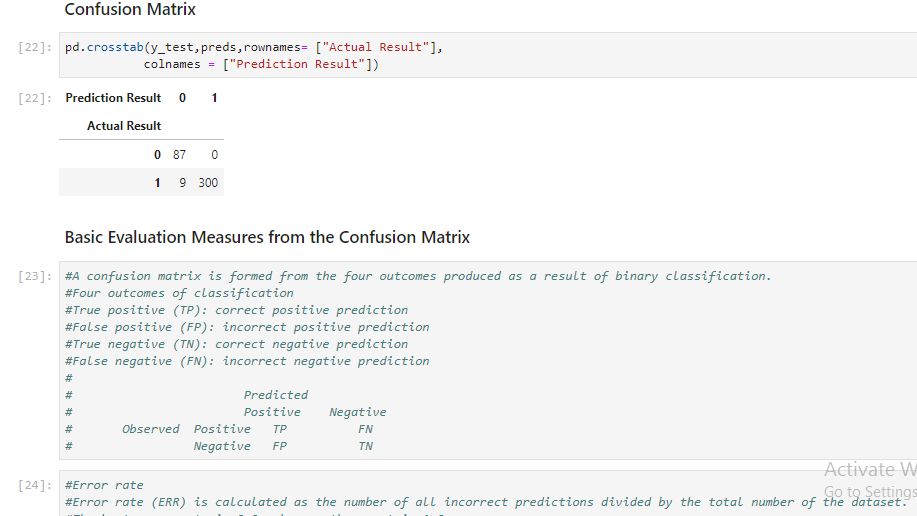 Confusion Matrix
[22]: pd.crosstab(y_test,preds,rownames= ["Actual Result"],
colnames = ["Prediction Result"])
[22]: Prediction Result 0 1
Actual Result
0 87 0
1 9 300
Basic Evaluation Measures from the Confusion Matrix
[23]: #A confusion matrix is formed from the four outcomes produced as a result of binary classification.
#Four outcomes of classification
#True positive (TP): correct positive prediction
#False positive (FP): incorrect positive prediction
#True negative (TN): correct negative prediction
#False negative (FN): incorrect negative prediction
#
# Predicted
# Positive Negative
# Observed Positive TP FN
# Negative FP TN
Activate W
[24]: #Error rate
Go to Settings
#Error rate (ERR) is calculated as the number of all incorrect predictions divided by the total number of the dataset.